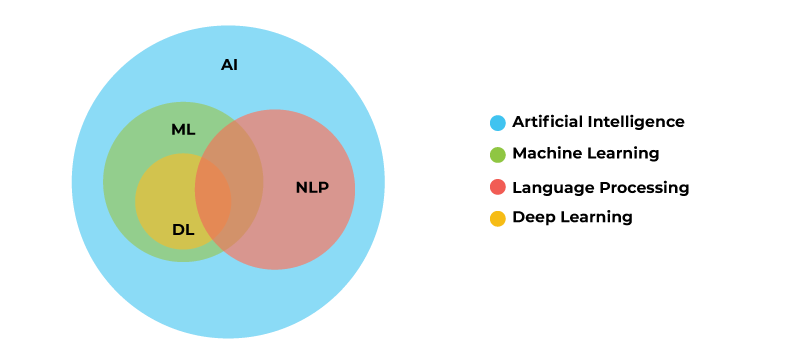 AI
ML
NLP
DL
Artificial Intelligence
Machine Learning
Language Processing
Deep Learning